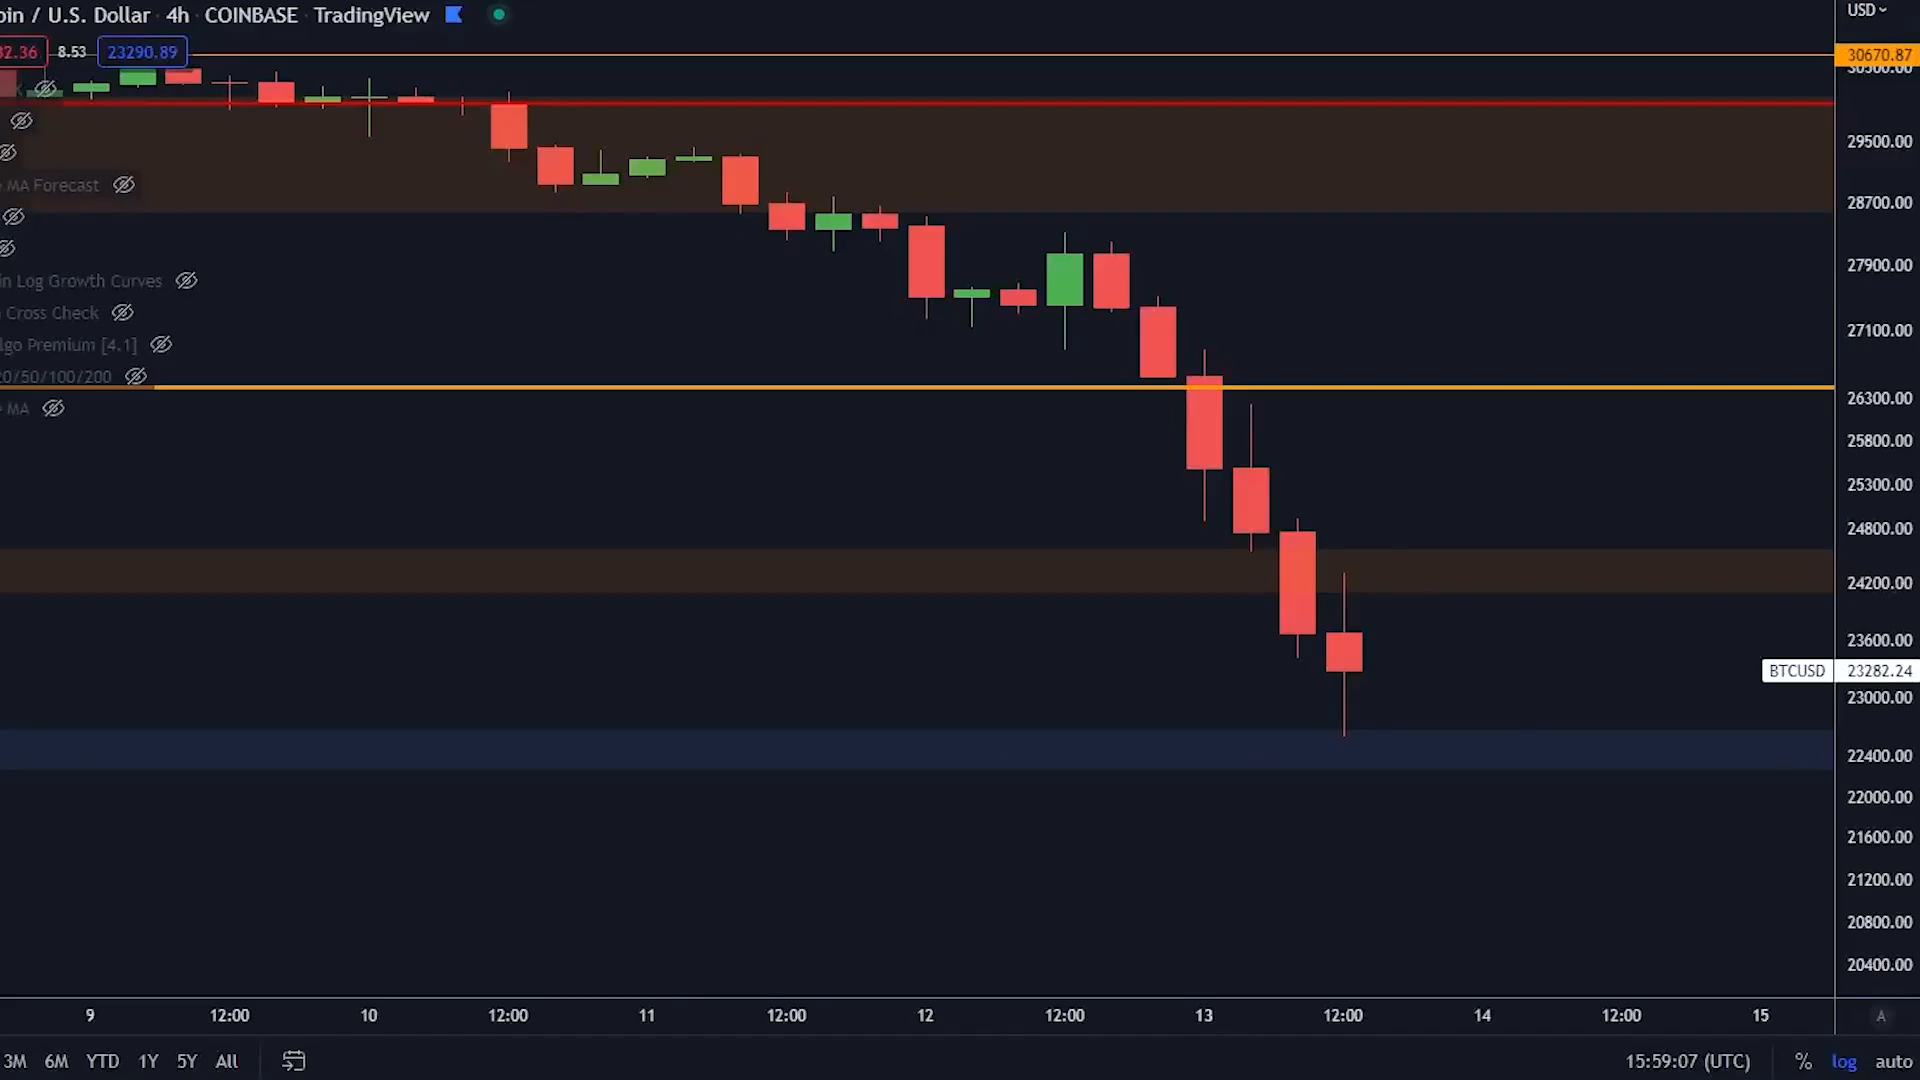 oin / U.S. Dollar · 4h · COINBASE · TradingView
32.36 8.53 23290.89
K
MA Forecast
in Log Growth Curves
Cross Check
lgo Premium [4.1]
20/50/100/200
MA
USD
30670.87
30300.00
29500.00
28700.00
27900.00
27100.00
26300.00
25800.00
25300.00
24800.00
24200.00
23600.00
BTCUSD 23282.24
23000.00
22400.00
22000.00
21600.00
21200.00
20800.00
20400.00
9 12:00 10 12:00 11 12:00 12 12:00 13 12:00 14 12:00 15 A
3M 6M YTD 1Y 5Y All 15:59:07 (UTC) % log auto